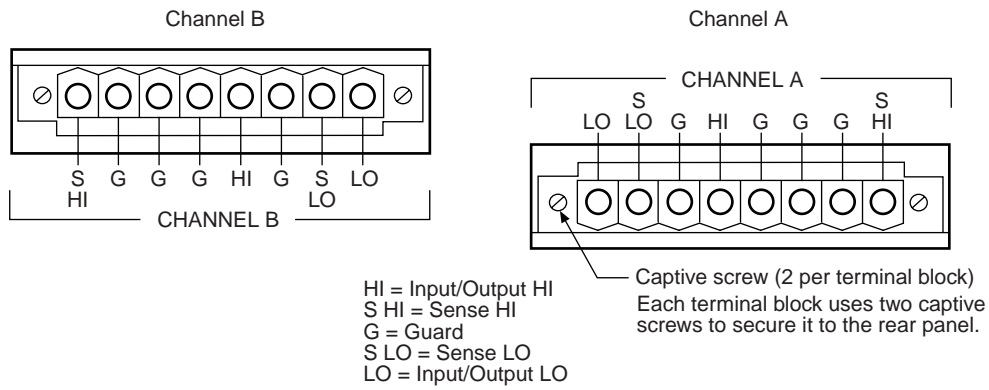 Channel B
Channel A
S HI G G G HI G S LO LO
CHANNEL B
CHANNEL A
LO S LO G HI G G G S HI
Captive screw (2 per terminal block)
Each terminal block uses two captive
screws to secure it to the rear panel.
HI = Input/Output HI
S HI = Sense HI
G = Guard
S LO = Sense LO
LO = Input/Output LO